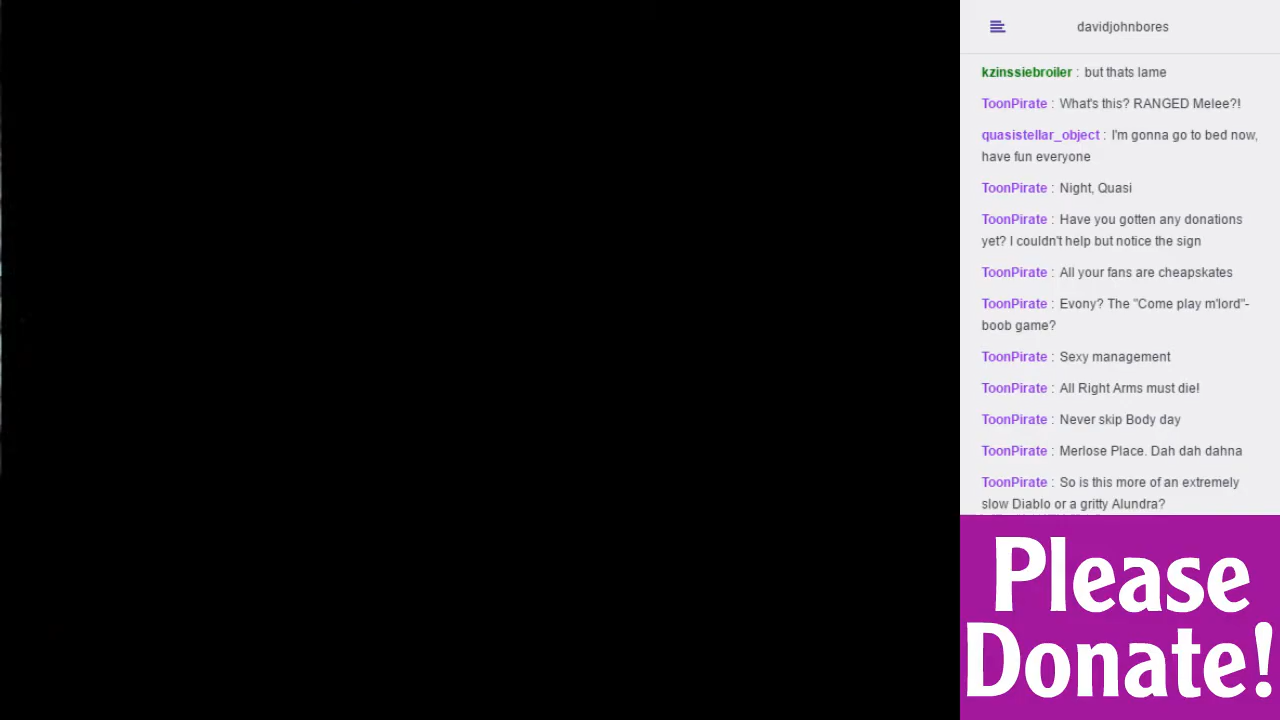 davidjohnbores
kzinssiebroiler : but thats lame
ToonPirate : What's this? RANGED Melee?!
quasistellar_object : I'm gonna go to bed now,
have fun everyone
ToonPirate : Night, Quasi
ToonPirate : Have you gotten any donations
yet? I couldn't help but notice the sign
ToonPirate : All your fans are cheapskates
ToonPirate : Evony? The "Come play m'lord"-
boob game?
ToonPirate : Sexy management
ToonPirate : All Right Arms must die!
ToonPirate : Never skip Body day
ToonPirate : Merlose Place. Dah dah dahna
ToonPirate : So is this more of an extremely
slow Diablo or a gritty Alundra?
Please
Donate!